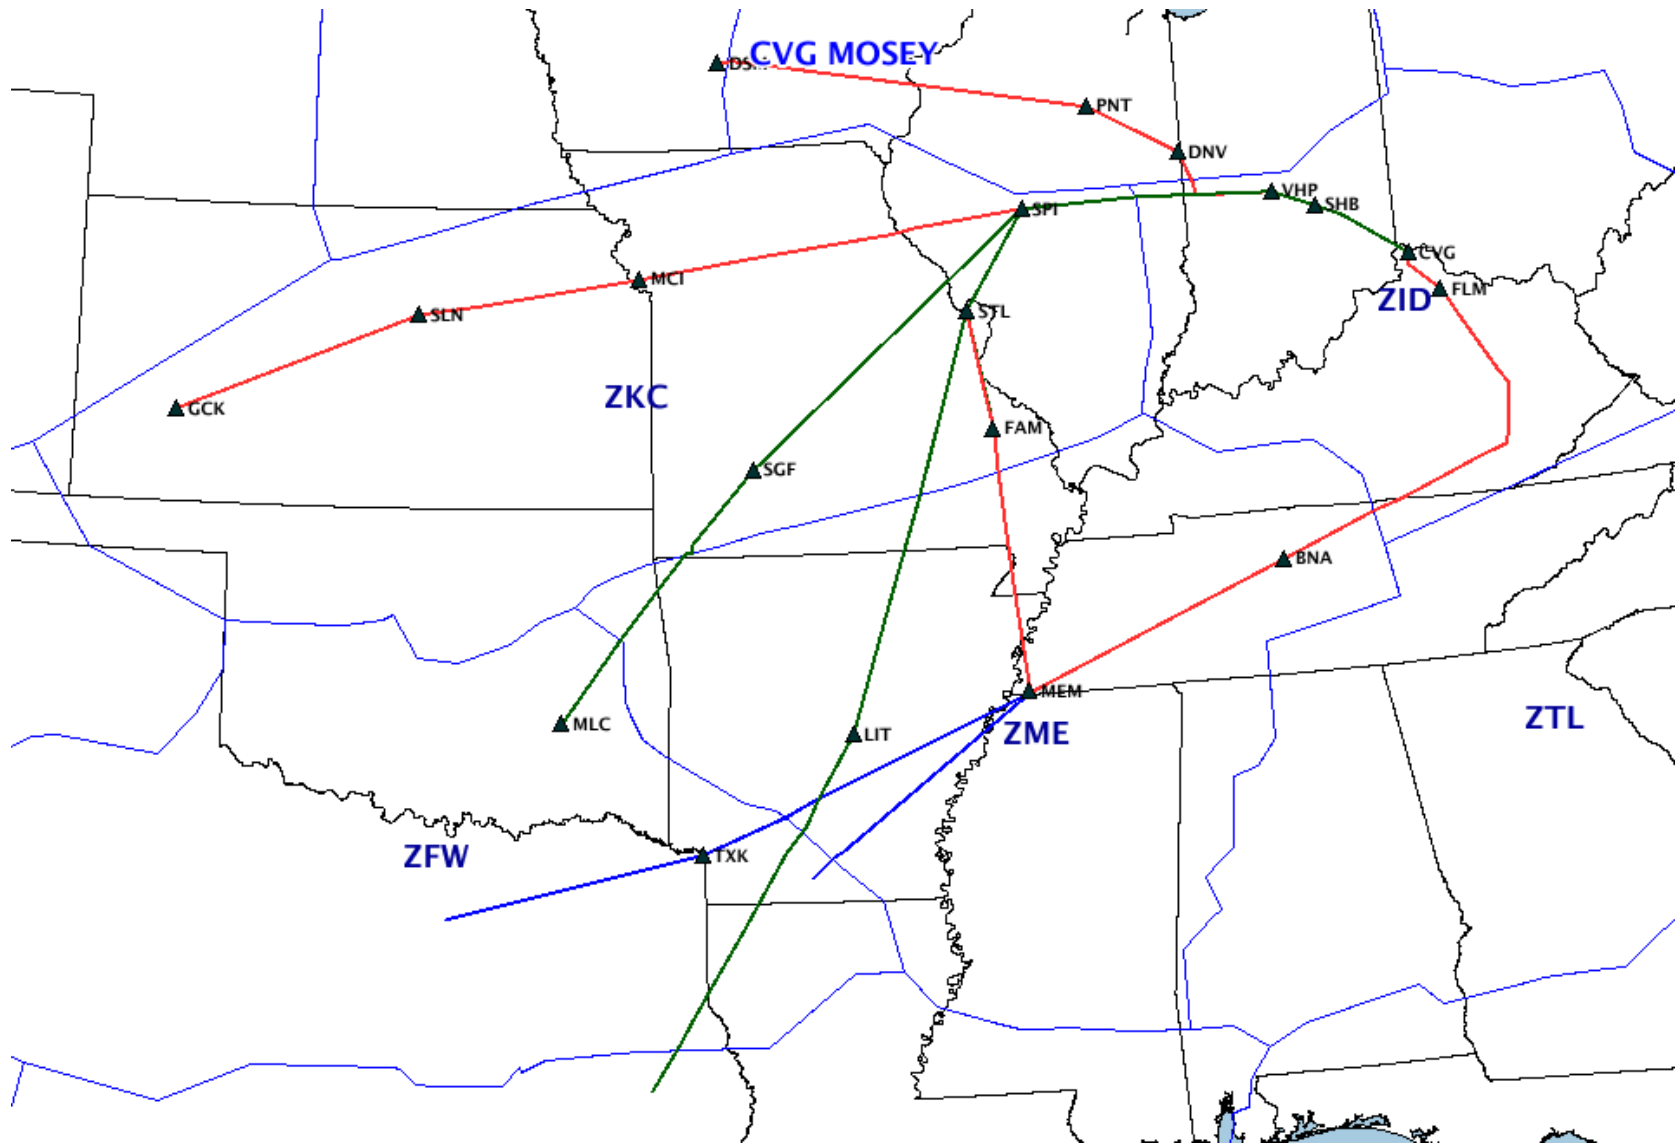 CVG MOSEY
PNT
DNV
VHP
SHB
SPI
CVG
MCI
FLM
ZID
SLN
STL
ZKC
GCK
FAM
SGF
BNA
MEM
MLC
LIT
ZME
ZTL
ZFW
TXK